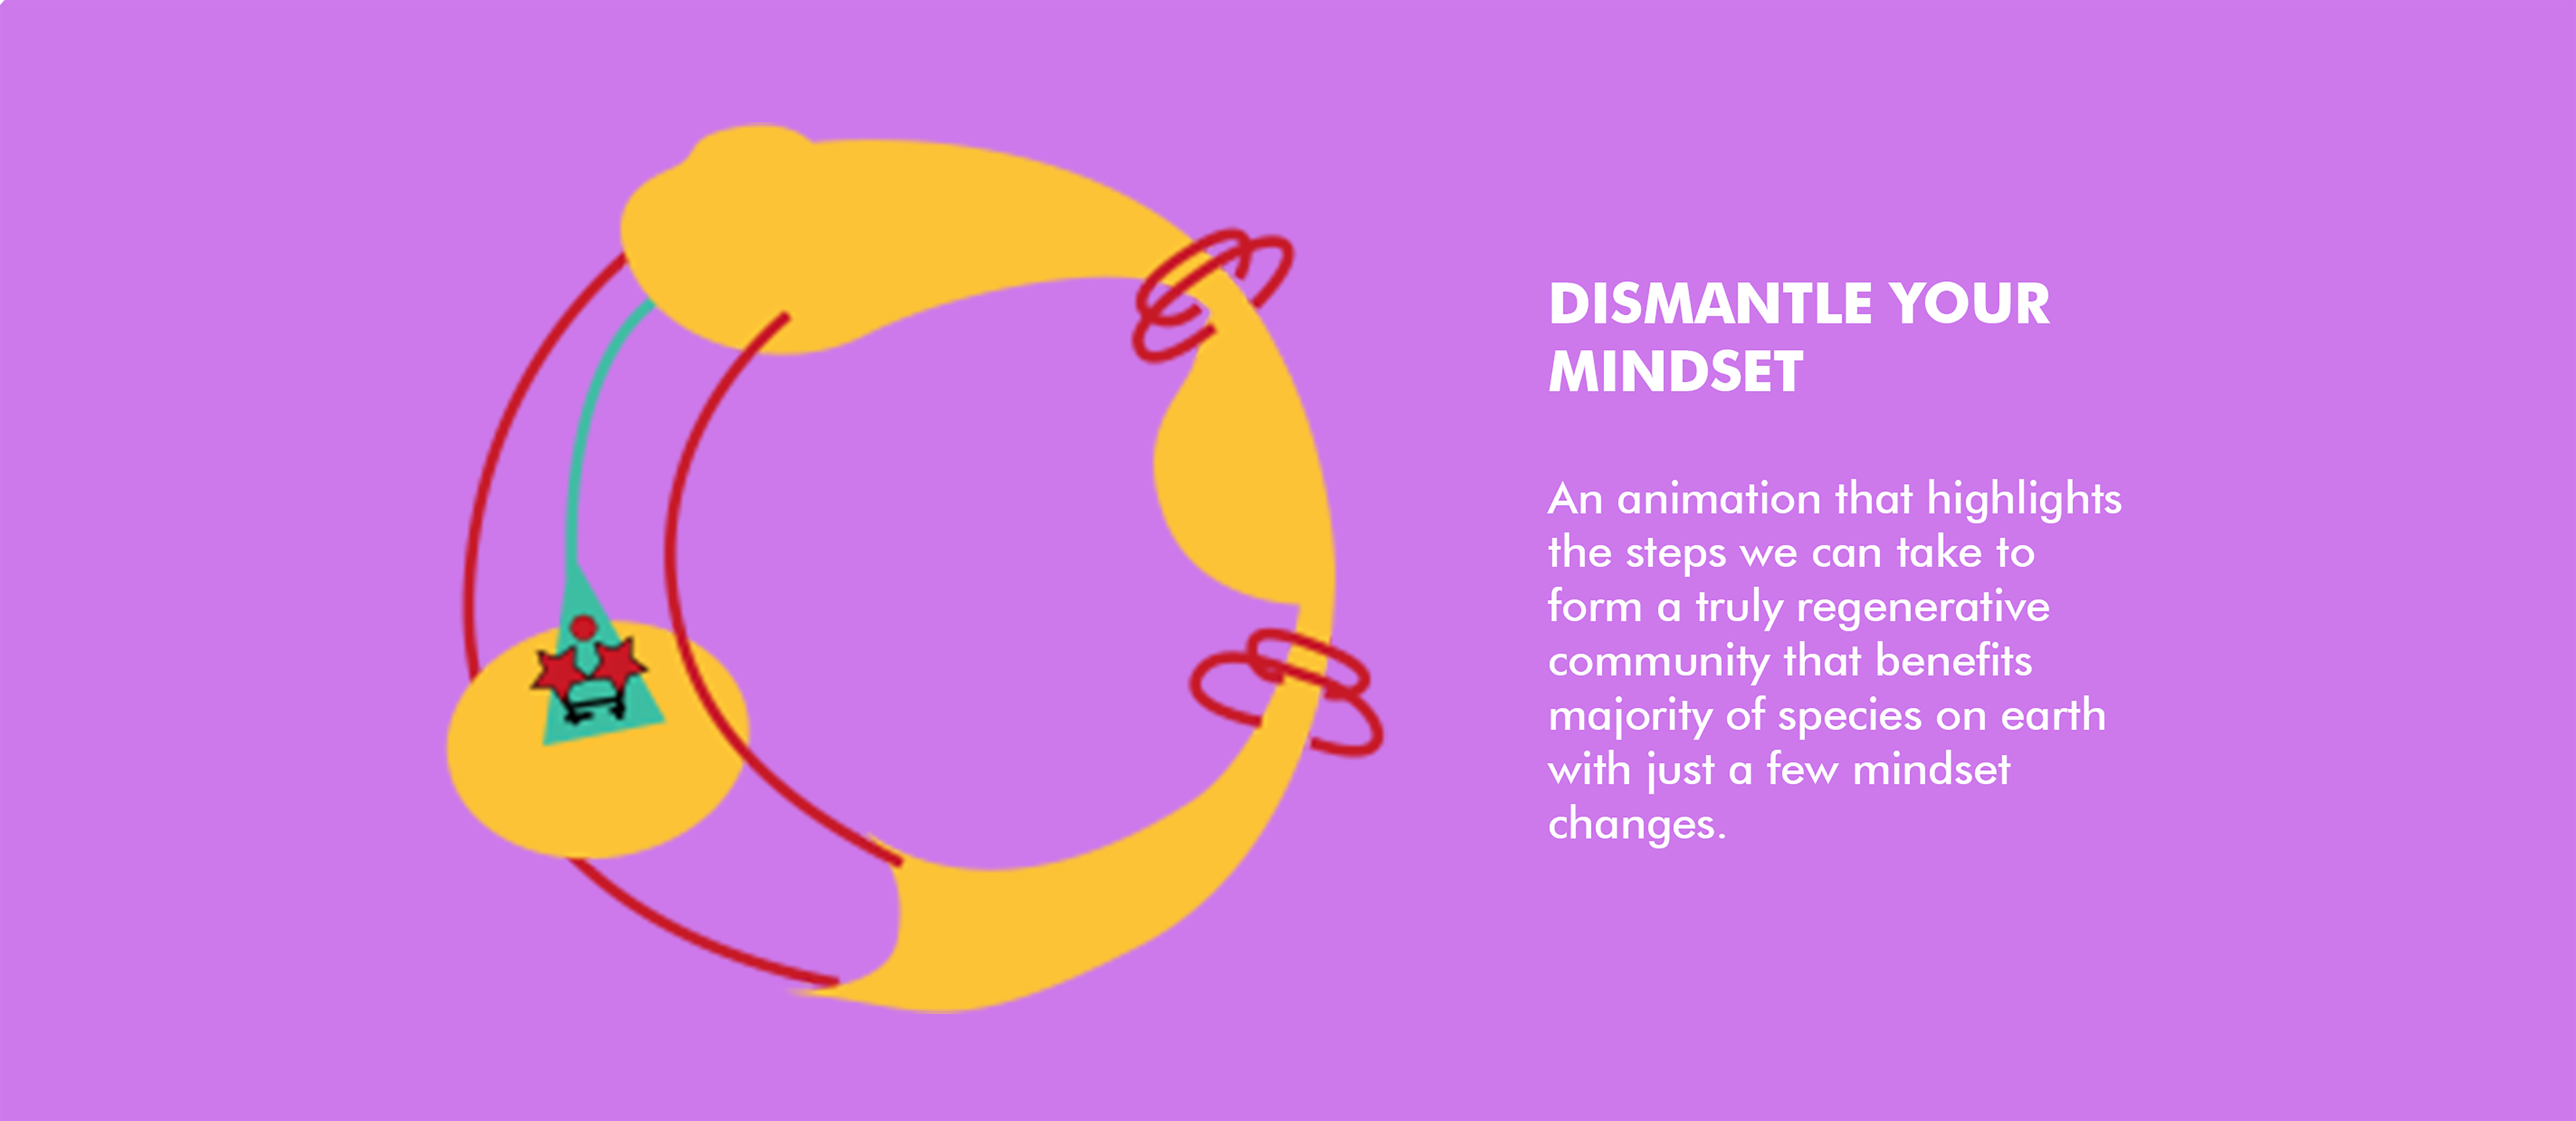 DISMANTLE YOUR
MINDSET
An animation that highlights
the steps we can take to
form a truly regenerative
community that benefits
majority of species on earth
with just a few mindset
changes.